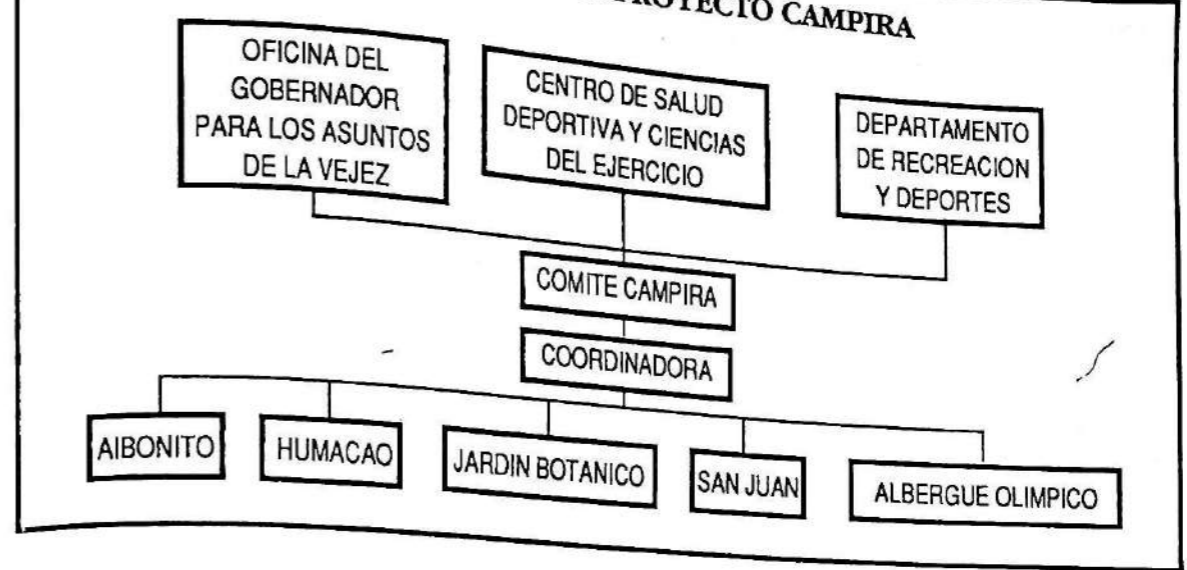 PROYECTO CAMPIRA
OFICINA DEL
GOBERNADOR
PARA LOS ASUNTOS
DE LA VEJEZ
CENTRO DE SALUD
DEPORTIVA Y CIENCIAS
DEL EJERCICIO
DEPARTAMENTO
DE RECREACION
Y DEPORTES
COMITE CAMPIRA
COORDINADORA
AIBONITO
HUMACAO
JARDIN BOTANICO
SAN JUAN
ALBERGUE OLIMPICO